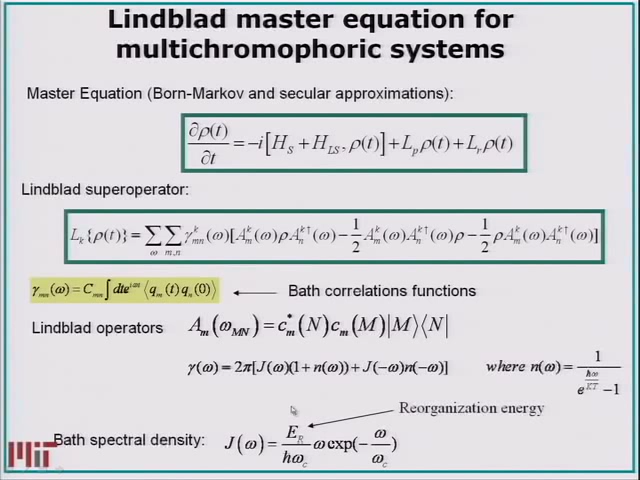 Lindblad master equation for
multichromophoric systems
Master Equation (Born-Markov and secular approximations):
∂ρ(t)/∂t = −i[H_S + H_LS, ρ(t)] + L_p ρ(t) + L_r ρ(t)
Lindblad superoperator:
L_k{ρ(t)} = ∑_ω ∑_{m,n} γ^k_{mn}(ω)[A^k_m(ω)ρA^{k†}_n(ω) − 1/2 A^k_m(ω)A^{k†}_n(ω)ρ − 1/2 ρA^k_m(ω)A^{k†}_n(ω)]
γ_{mn}(ω) = C_{mn} ∫ dt e^{iωt} ⟨q_m(t)q_n(0)⟩ Bath correlations functions
Lindblad operators A_m(ω_{MN}) = c*_m(N)c_m(M)|M⟩⟨N|
γ(ω) = 2π[J(ω)(1 + n(ω)) + J(−ω)n(−ω)] where n(ω) = 1/(e^{ħω/KT} − 1)
Reorganization energy
Bath spectral density: J(ω) = E_R/ħω_c ω exp(−ω/ω_c)
MIT